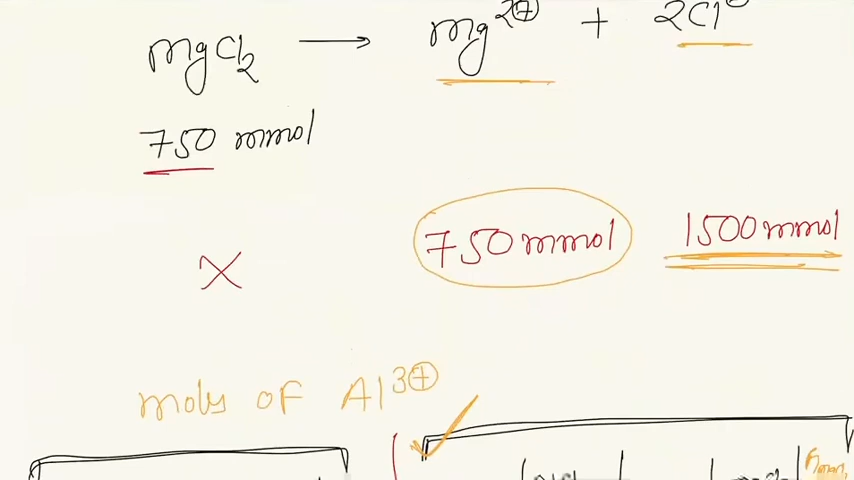 MgCl₂ → Mg²⁺ + 2Cl⁻
750 mmol
750 mmol 1500 mmol
X
moles of Al³⁺